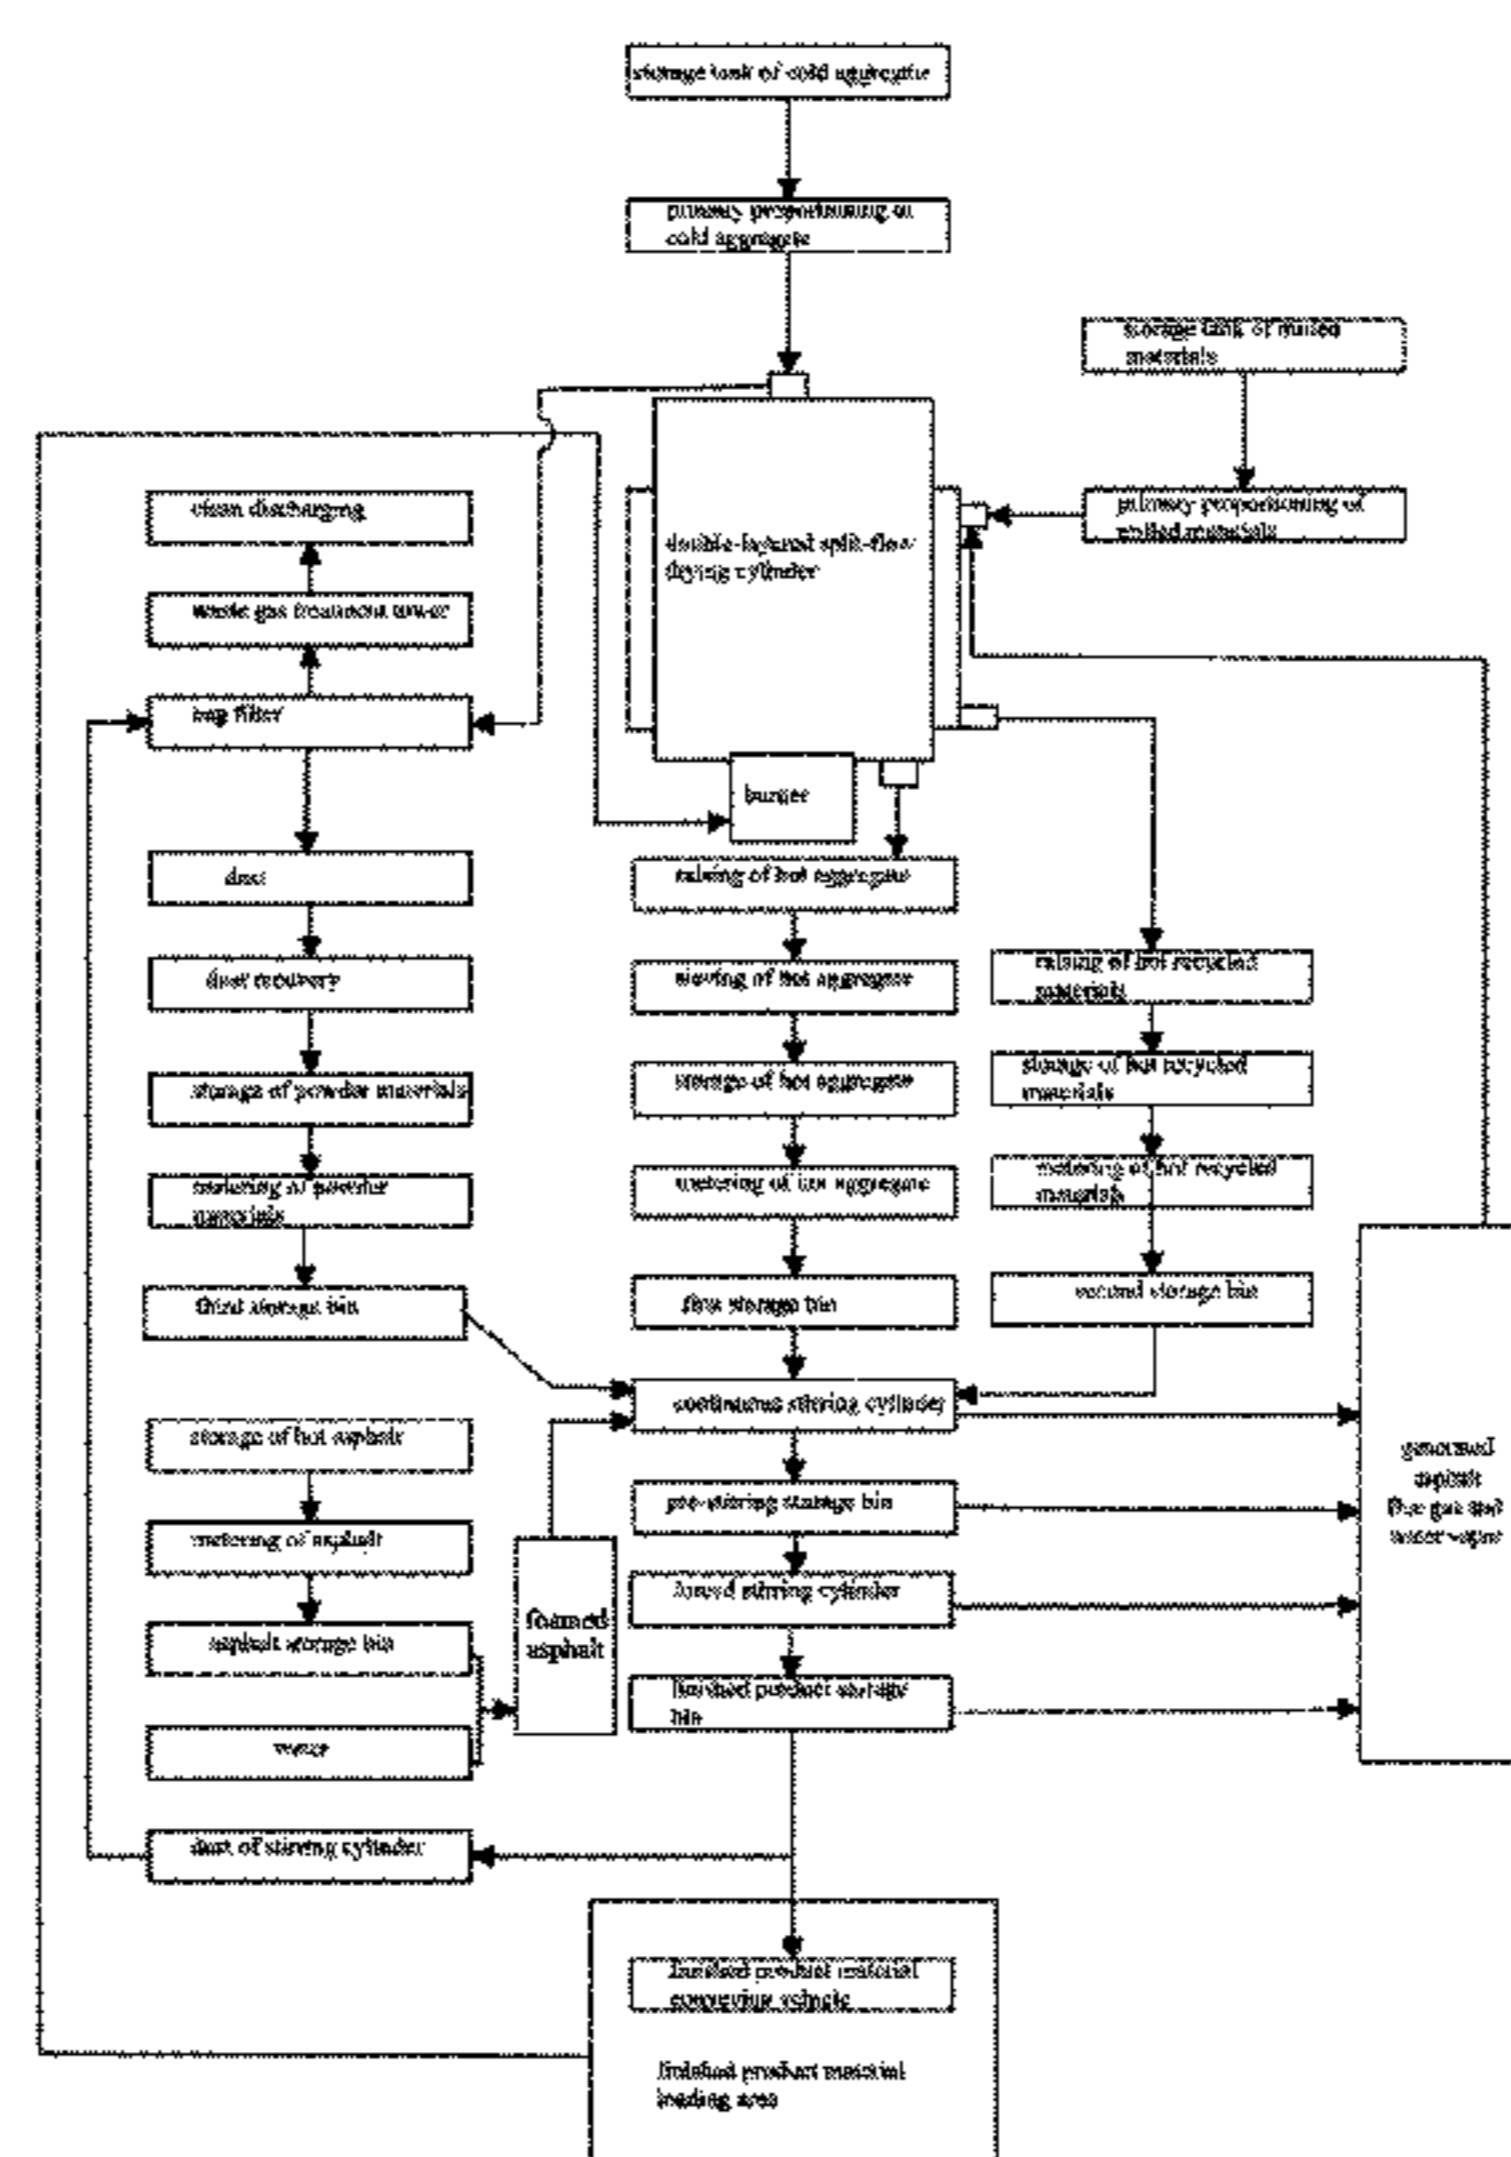 storage tank of cold aggregate
primary proportioning of
cold aggregate
storage tank of milled
materials
primary proportioning of
milled materials
double-layered split-flow
drying cylinder
clean discharging
waste gas treatment tower
bag filter
burner
dust
raising of hot aggregate
dust recovery
sieving of hot aggregate
raising of hot recycled
materials
storage of powder materials
storage of hot aggregate
storage of hot recycled
materials
metering of powder
materials
metering of hot aggregate
metering of hot recycled
materials
third storage bin
first storage bin
second storage bin
continuous stirring cylinder
storage of hot asphalt
generated
asphalt
flue gas and
water vapor
pre-stirring storage bin
metering of asphalt
forced stirring cylinder
foamed
asphalt
asphalt storage bin
finished product storage
bin
water
dust of stirring cylinder
finished product material
conveying vehicle
finished product material
loading area